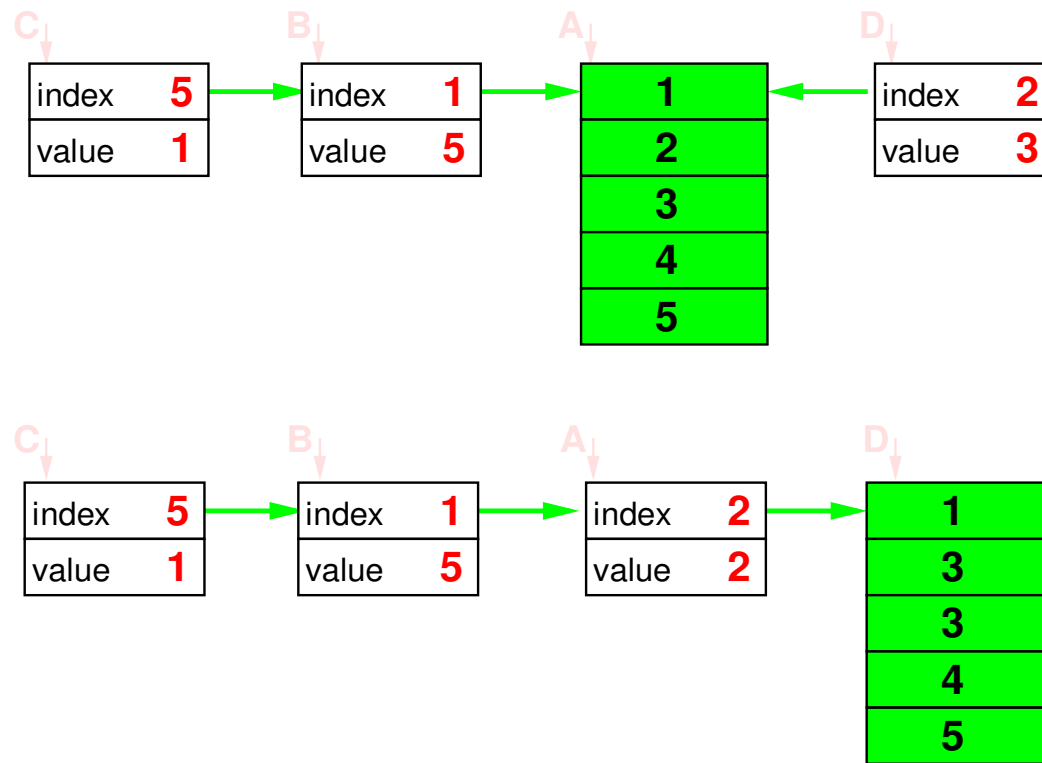 C B A D
index 5 index 1 1 index 2
value 1 value 5 2 value 3
3
4
5
C B A D
index 5 index 1 index 2 1
value 1 value 5 value 2 3
3
4
5